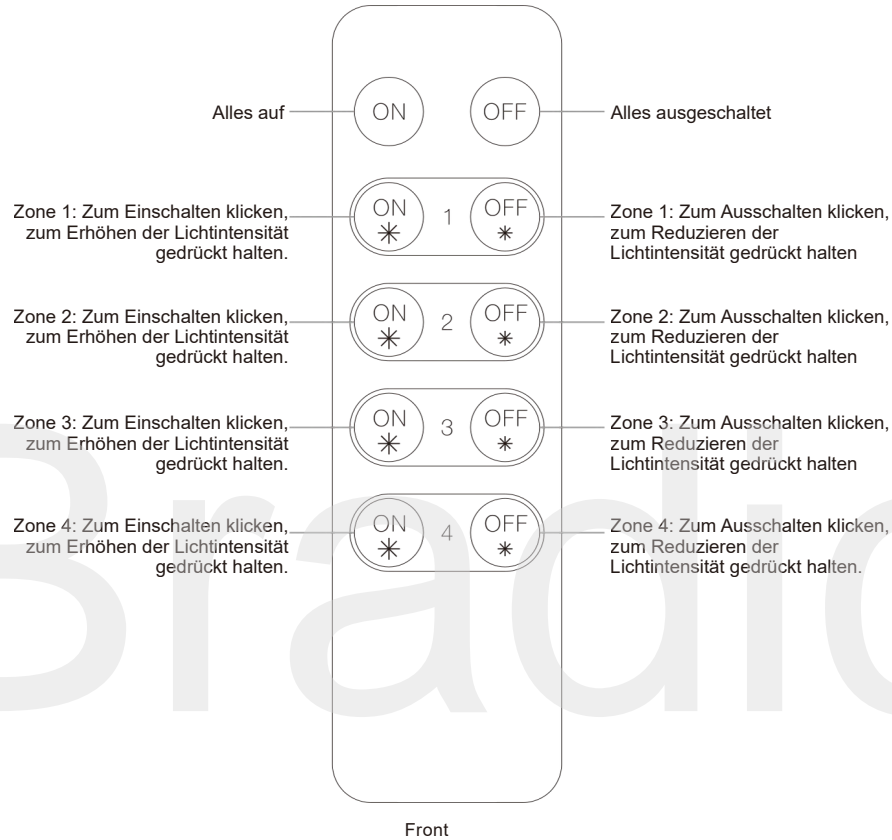 Alles auf
ON
OFF
Alles ausgeschaltet
Zone 1: Zum Einschalten klicken,
zum Erhöhen der Lichtintensität
gedrückt halten.
ON
1
OFF
Zone 1: Zum Ausschalten klicken,
zum Reduzieren der
Lichtintensität gedrückt halten
Zone 2: Zum Einschalten klicken,
zum Erhöhen der Lichtintensität
gedrückt halten.
ON
2
OFF
Zone 2: Zum Ausschalten klicken,
zum Reduzieren der
Lichtintensität gedrückt halten
Zone 3: Zum Einschalten klicken,
zum Erhöhen der Lichtintensität
gedrückt halten.
ON
3
OFF
Zone 3: Zum Ausschalten klicken,
zum Reduzieren der
Lichtintensität gedrückt halten
Zone 4: Zum Einschalten klicken,
zum Erhöhen der Lichtintensität
gedrückt halten.
ON
4
OFF
Zone 4: Zum Ausschalten klicken,
zum Reduzieren der
Lichtintensität gedrückt halten.
Front